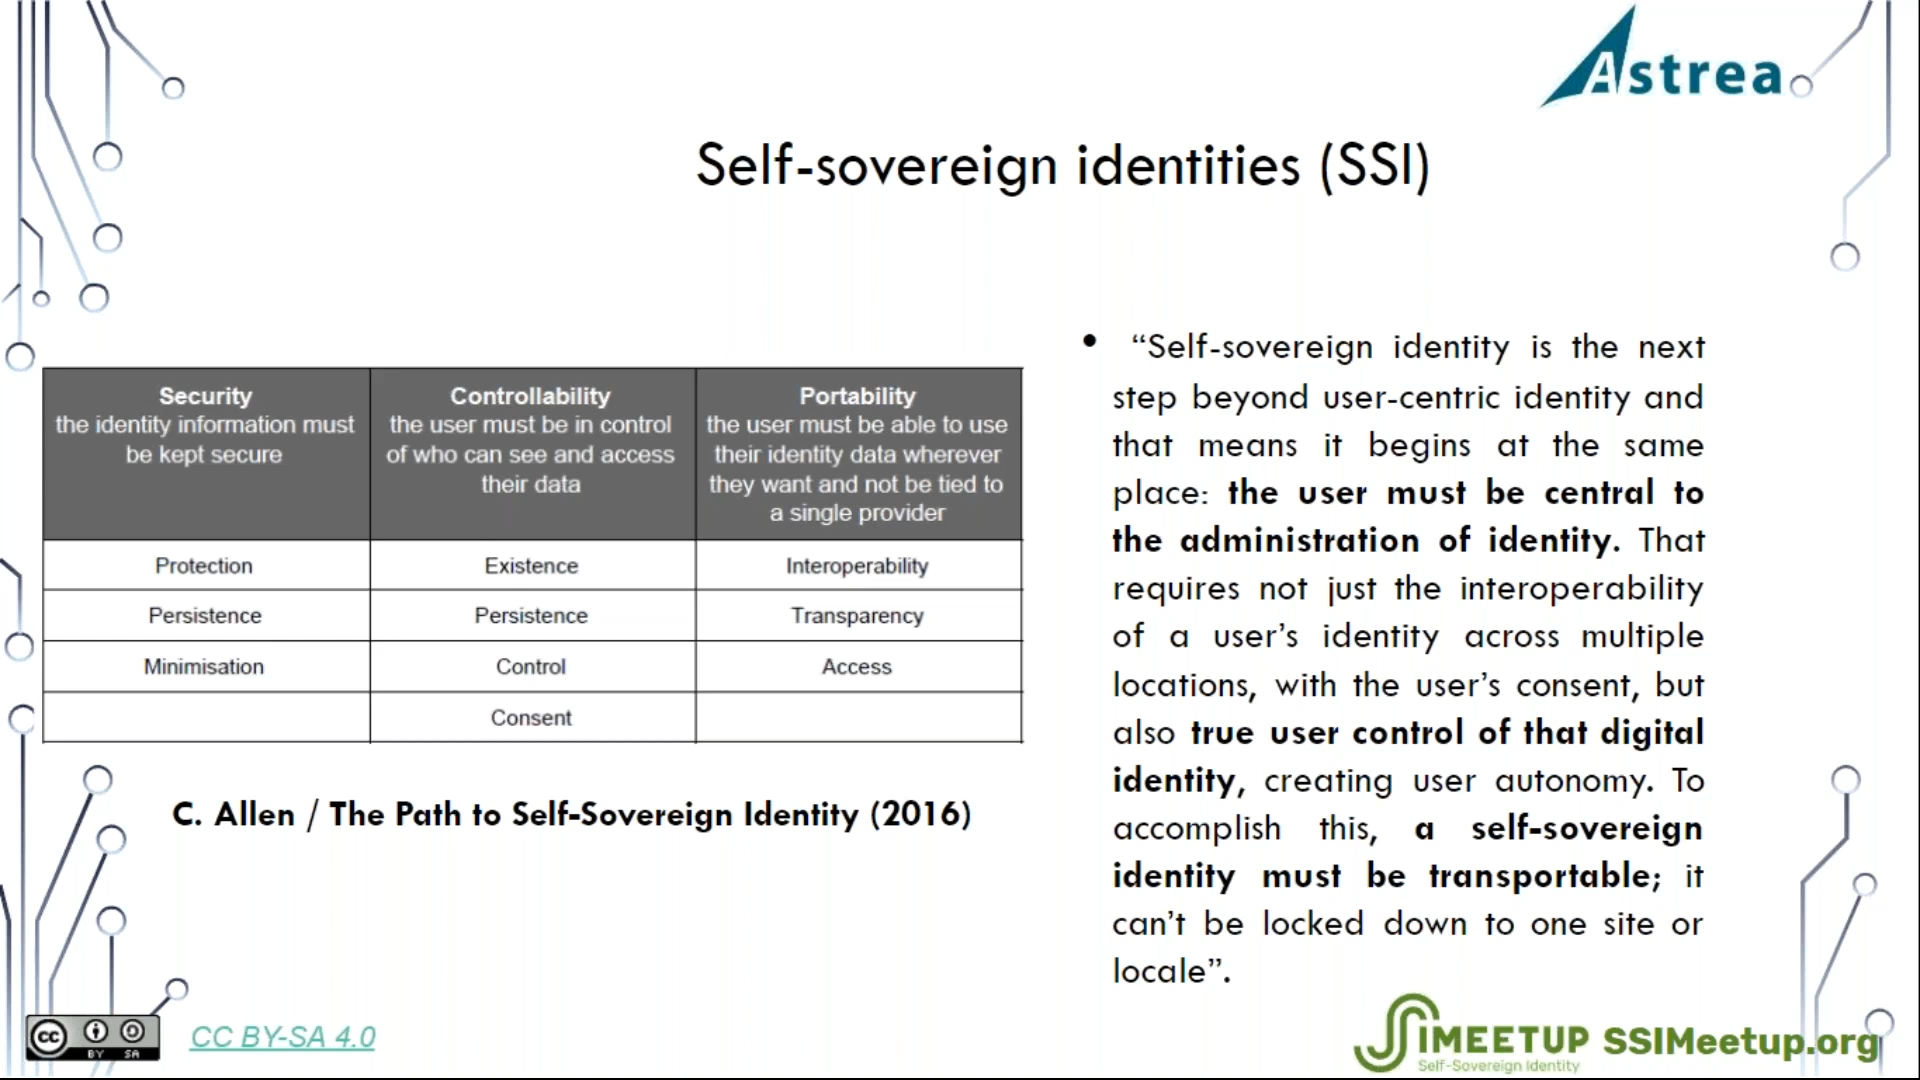 Astrea
Self-sovereign identities (SSI)
Security
the identity information must
be kept secure
Controllability
the user must be in control
of who can see and access
their data
Portability
the user must be able to use
their identity data wherever
they want and not be tied to
a single provider
Protection
Existence
Interoperability
Persistence
Persistence
Transparency
Minimisation
Control
Access
Consent
C. Allen / The Path to Self-Sovereign Identity (2016)
• “Self-sovereign identity is the next
step beyond user-centric identity and
that means it begins at the same
place: the user must be central to
the administration of identity. That
requires not just the interoperability
of a user’s identity across multiple
locations, with the user’s consent, but
also true user control of that digital
identity, creating user autonomy. To
accomplish this, a self-sovereign
identity must be transportable; it
can’t be locked down to one site or
locale”.
cc BY SA
CC BY-SA 4.0
SSIMEETUP
Self-Sovereign Identity
SSIMeetup.org